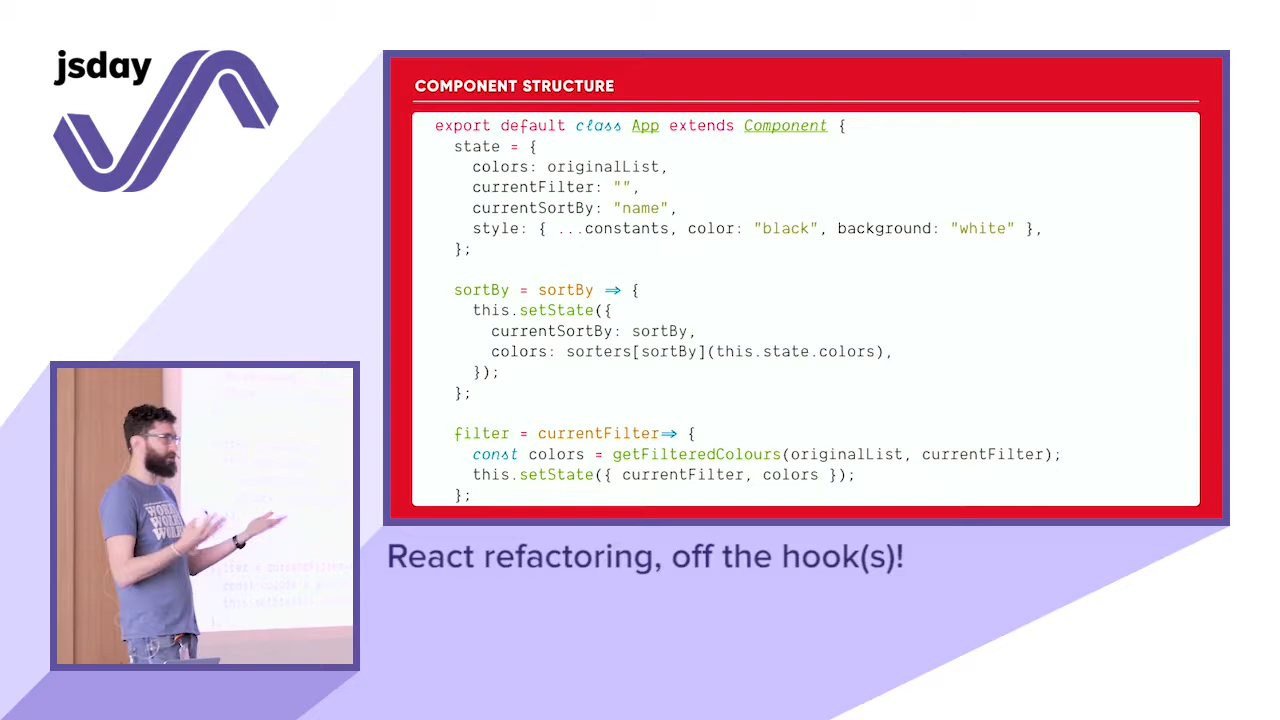 jsday
COMPONENT STRUCTURE
export default class App extends Component {
state = {
colors: originalList,
currentFilter: "",
currentSortBy: "name",
style: { ...constants, color: "black", background: "white" },
};
sortBy = sortBy => {
this.setState({
currentSortBy: sortBy,
colors: sorters[sortBy](this.state.colors),
});
};
filter = currentFilter=> {
const colors = getFilteredColours(originalList, currentFilter);
this.setState({ currentFilter, colors });
};
React refactoring, off the hook(s)!